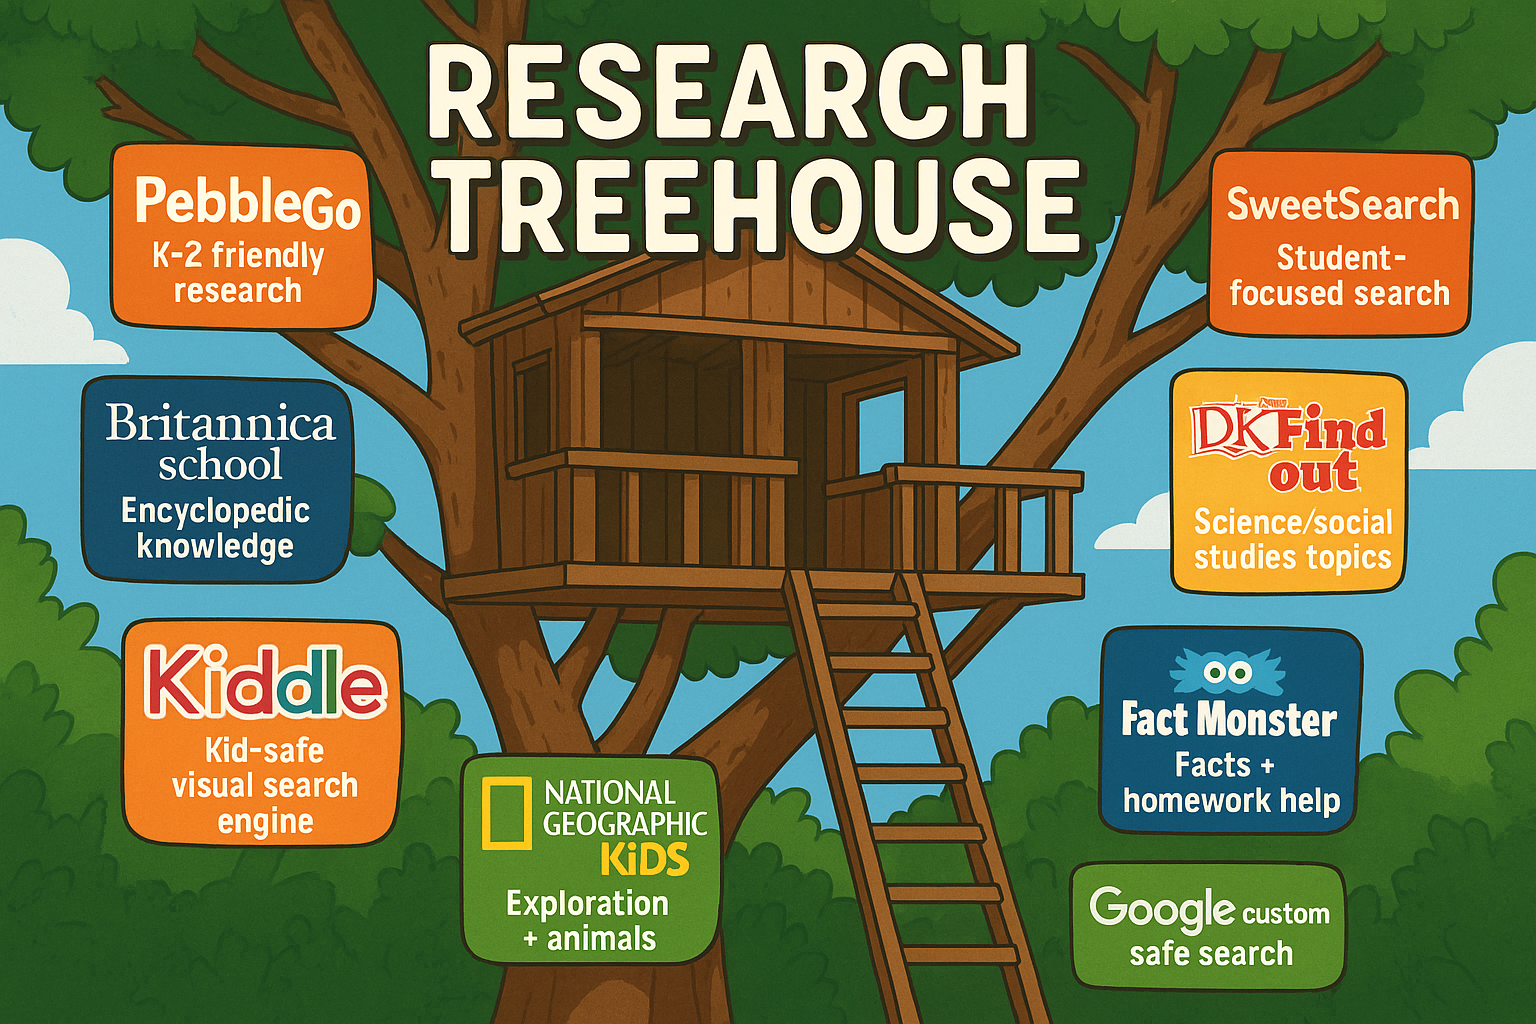 RESEARCH
TREEHOUSE
PebbleGo
K-2 friendly
research
Britannica
school
Encyclopedic
knowledge
Kiddle
Kid-safe
visual search
engine
NATIONAL
GEOGRAPHIC
KiDS
Exploration
+ animals
SweetSearch
Student-
focused search
DK Find
out
Science/social
studies topics
Fact Monster
Facts +
homework help
Google custom
safe search